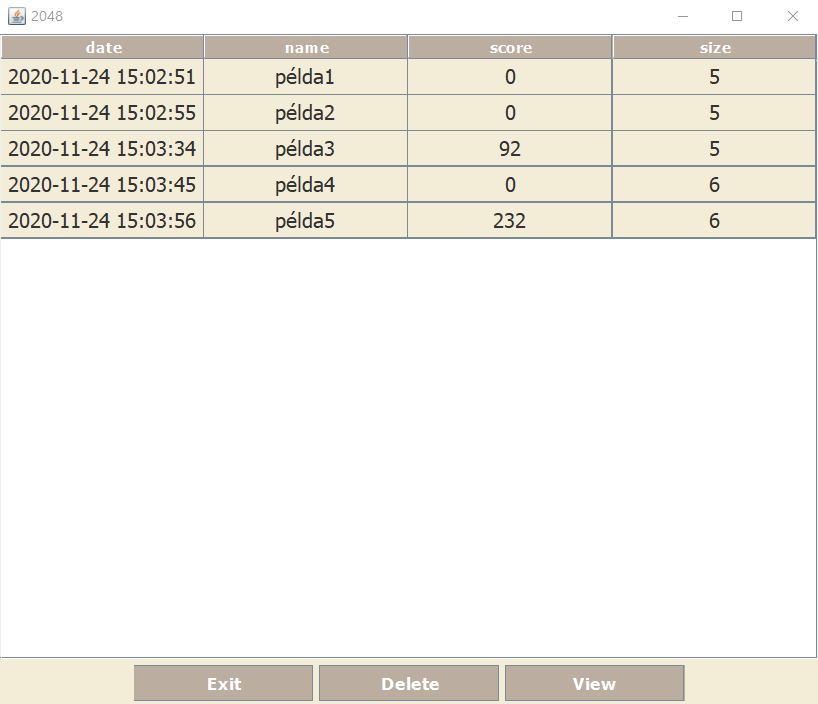 2048
date name score size
2020-11-24 15:02:51 példa1 0 5
2020-11-24 15:02:55 példa2 0 5
2020-11-24 15:03:34 példa3 92 5
2020-11-24 15:03:45 példa4 0 6
2020-11-24 15:03:56 példa5 232 6
Exit Delete View